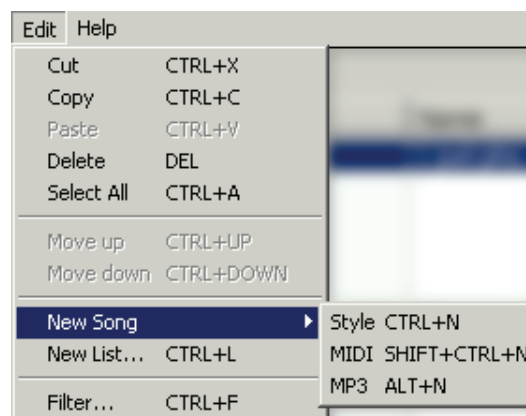 Edit Help
Cut CTRL+X
Copy CTRL+C
Paste CTRL+V
Delete DEL
Select All CTRL+A
Move up CTRL+UP
Move down CTRL+DOWN
New Song
Style CTRL+N
New List... CTRL+L
MIDI SHIFT+CTRL+N
MP3 ALT+N
Filter... CTRL+F